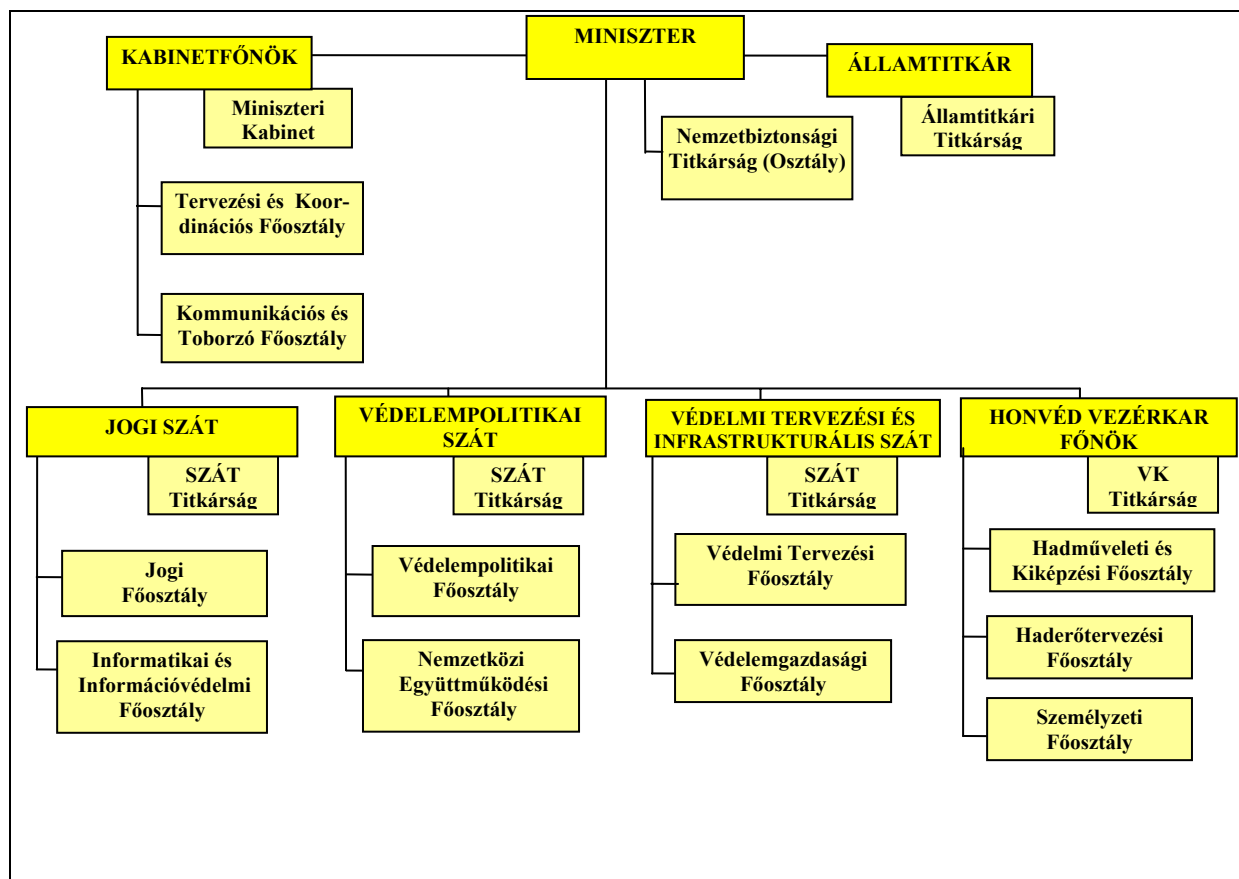 MINISZTER
KABINETFŐNÖK
ÁLLAMTITKÁR
Miniszteri
Kabinet
Államtitkári
Titkárság
Nemzetbiztonsági
Titkárság (Osztály)
Tervezési és Koor-
dinációs Főosztály
Kommunikációs és
Toborzó Főosztály
JOGI SZÁT
SZÁT
Titkárság
Jogi
Főosztály
Informatikai és
Információvédelmi
Főosztály
VÉDELEMPOLITIKAI
SZÁT
SZÁT
Titkárság
Védelempolitikai
Főosztály
Nemzetközi
Együttműködési
Főosztály
VÉDELMI TERVEZÉSI ÉS
INFRASTRUKTURÁLIS SZÁT
SZÁT
Titkárság
Védelmi Tervezési
Főosztály
Védelemgazdasági
Főosztály
HONVÉD VEZÉRKAR
FŐNÖK
VK
Titkárság
Hadműveleti és
Kiképzési Főosztály
Haderőtervezési
Főosztály
Személyzeti
Főosztály